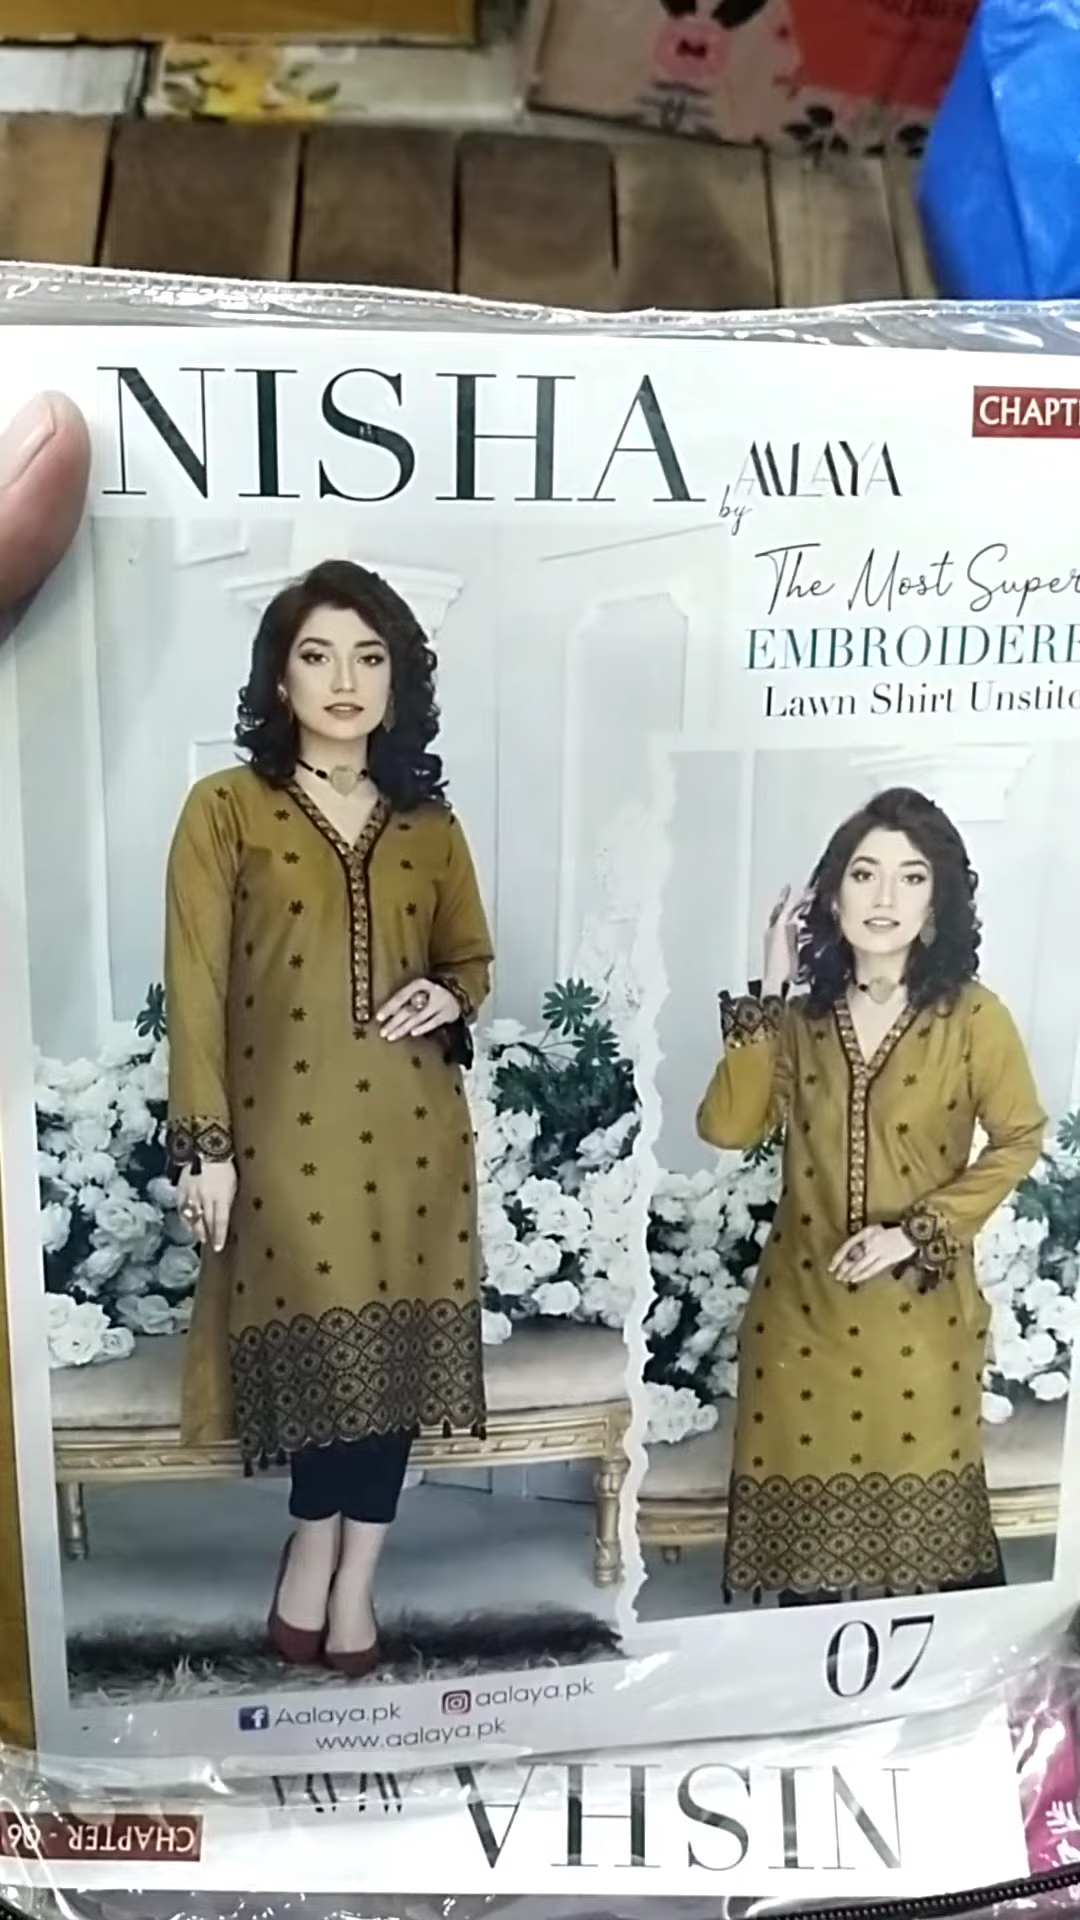 NISHA
by AALAYA
CHAPT
The Most Super
EMBROIDERE
Lawn Shirt Unstitc
07
Aalaya.pk
aalaya.pk
www.aalaya.pk
NISHA
CHAPTER - 06